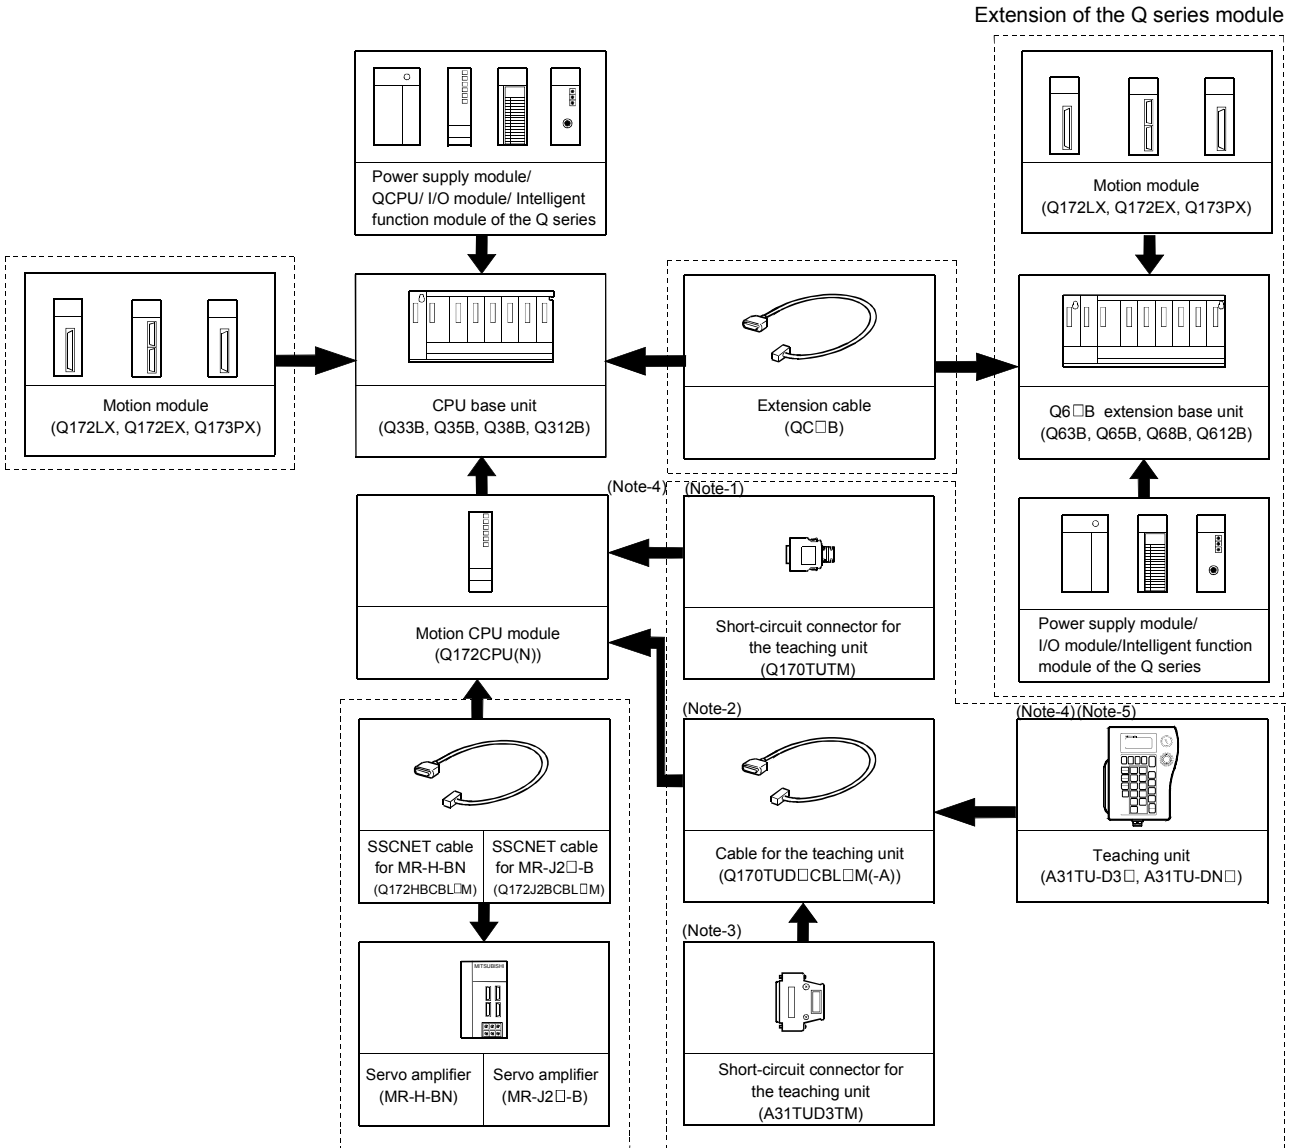 Extension of the Q series module
Power supply module/
QCPU/ I/O module/ Intelligent
function module of the Q series
Motion module
(Q172LX, Q172EX, Q173PX)
Motion module
(Q172LX, Q172EX, Q173PX)
CPU base unit
(Q33B, Q35B, Q38B, Q312B)
Extension cable
(QC□B)
Q6□B extension base unit
(Q63B, Q65B, Q68B, Q612B)
(Note-4)
(Note-1)
Motion CPU module
(Q172CPU(N))
Short-circuit connector for
the teaching unit
(Q170TUTM)
Power supply module/
I/O module/Intelligent function
module of the Q series
(Note-2)
(Note-4)(Note-5)
SSCNET cable
for MR-H-BN
(Q172HBCBL□M)
SSCNET cable
for MR-J2□-B
(Q172J2BCBL□M)
Cable for the teaching unit
(Q170TUD□CBL□M(-A))
Teaching unit
(A31TU-D3□, A31TU-DN□)
(Note-3)
MITSUBISHI
Servo amplifier
(MR-H-BN)
Servo amplifier
(MR-J2□-B)
Short-circuit connector for
the teaching unit
(A31TUD3TM)